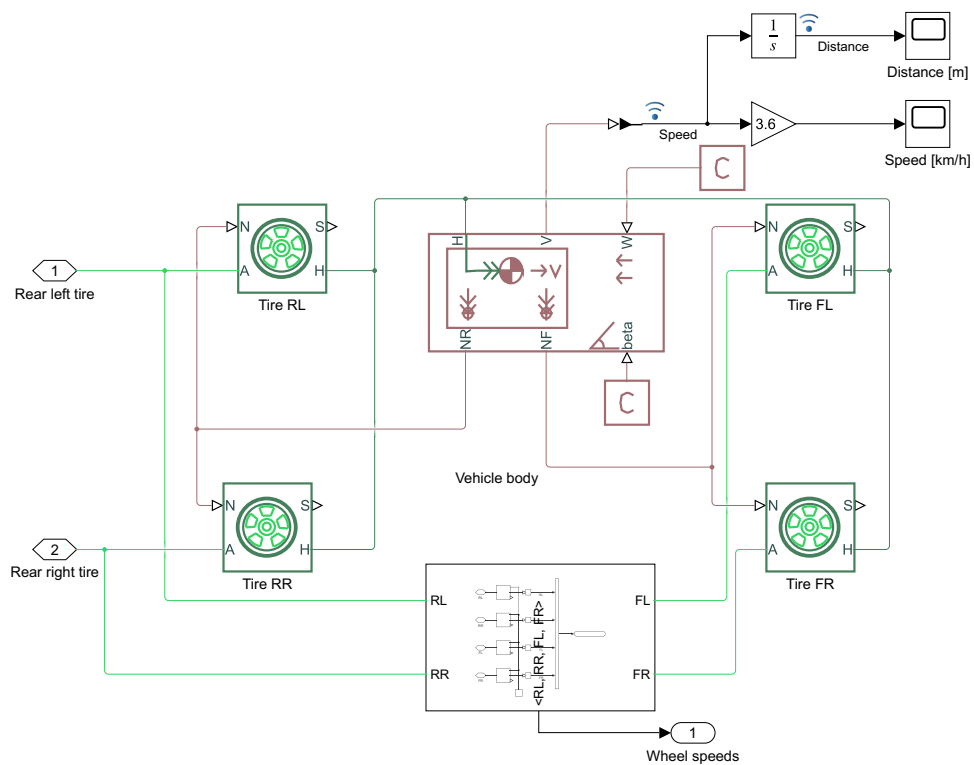 1
s
Distance
Distance [m]
Speed
3.6
Speed [km/h]
C
N
S
A
H
Tire RL
1
Rear left tire
H
V
W
V
NR
NF
beta
C
N
S
A
H
Tire FL
Vehicle body
N
S
A
H
Tire RR
2
Rear right tire
N
S
A
H
Tire FR
RL
RR
FL
FR
<RL, RR, FL, FR>
1
Wheel speeds